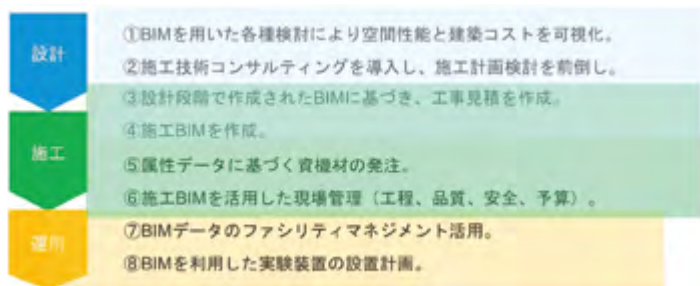 設計
①BIMを用いた各種検討により空間性能と建築コストを可視化。
②施工技術コンサルティングを導入し、施工計画検討を前倒し。
③設計段階で作成されたBIMに基づき、工事見積を作成。
施工
④施工BIMを作成。
⑤属性データに基づく資機材の発注。
⑥施工BIMを活用した現場管理（工程、品質、安全、予算）。
運用
⑦BIMデータのファシリティマネジメント活用。
⑧BIMを利用した実験装置の設置計画。